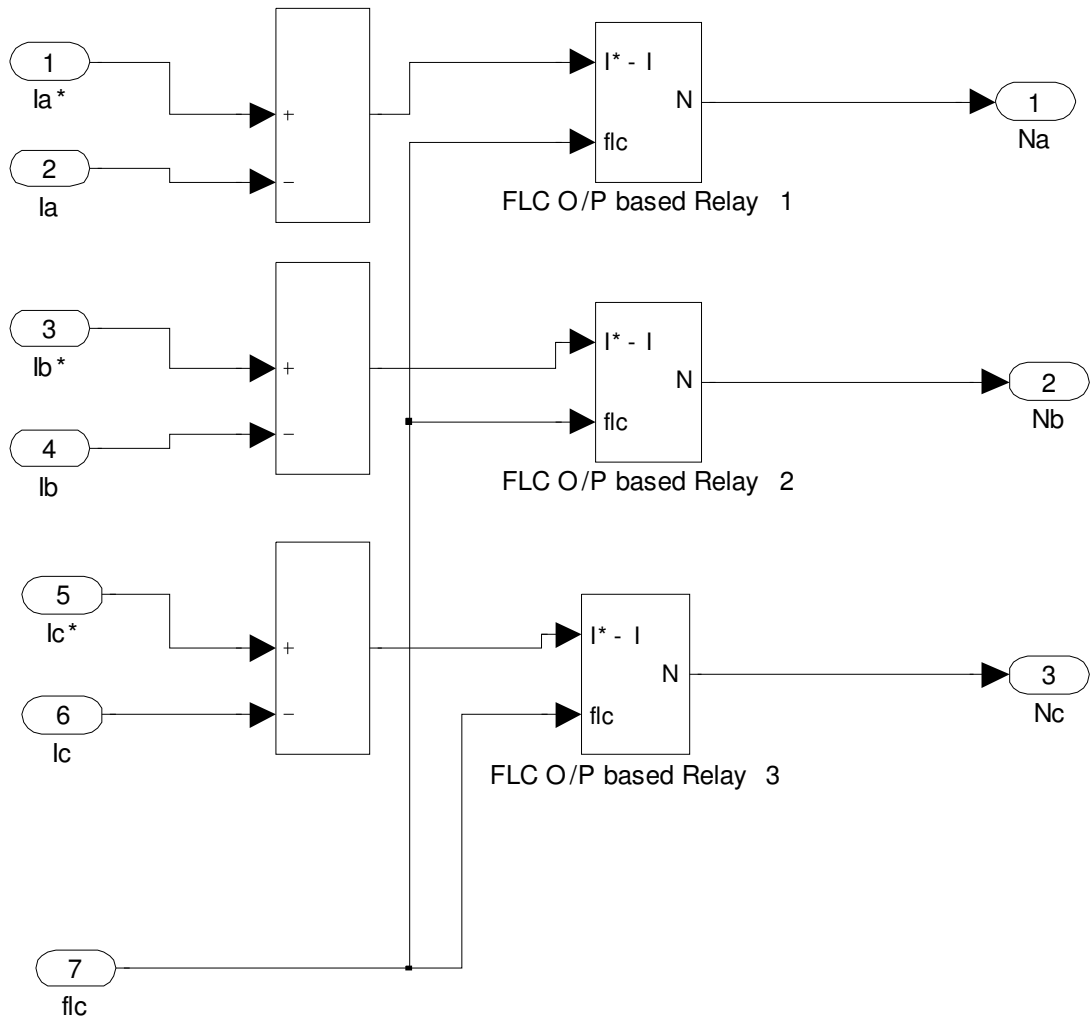 1
Ia*
2
Ia
+
−
I* - I
flc
N
FLC O/P based Relay 1
1
Na
3
Ib*
4
Ib
+
−
I* - I
flc
N
FLC O/P based Relay 2
2
Nb
5
Ic*
6
Ic
+
−
I* - I
flc
N
FLC O/P based Relay 3
3
Nc
7
flc